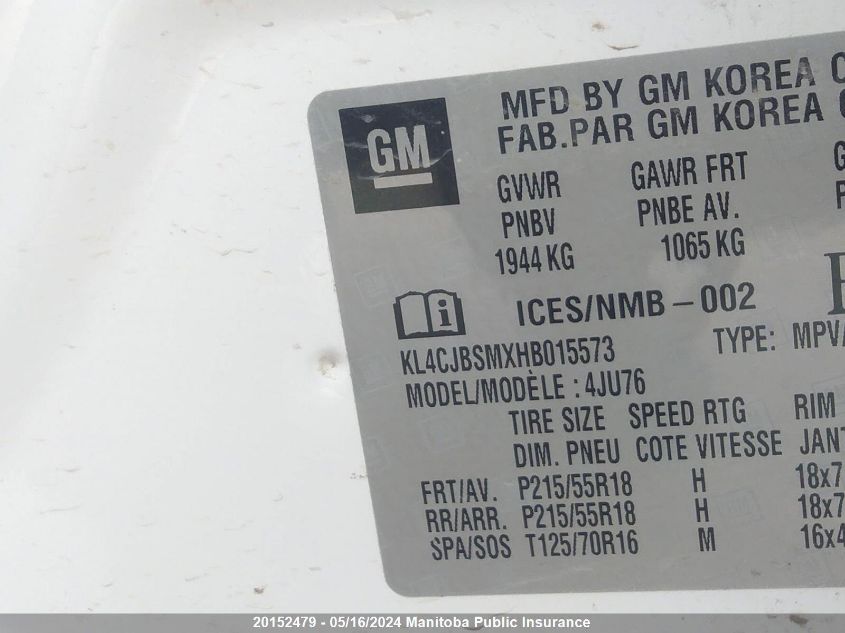 GM
MFD BY GM KOREA
FAB.PAR GM KOREA
GVWR GAWR FRT
PNBV PNBE AV.
1944 KG 1065 KG
ICES/NMB-002
KL4CJBSMXHB015573 TYPE: MPV/
MODEL/MODÈLE : 4JU76
TIRE SIZE SPEED RTG RIM
DIM. PNEU COTE VITESSE JANT
FRT/AV. P215/55R18 H 18x7
RR/ARR. P215/55R18 H 18x7
SPA/SOS T125/70R16 M 16x4
20152479 - 05/16/2024 Manitoba Public Insurance